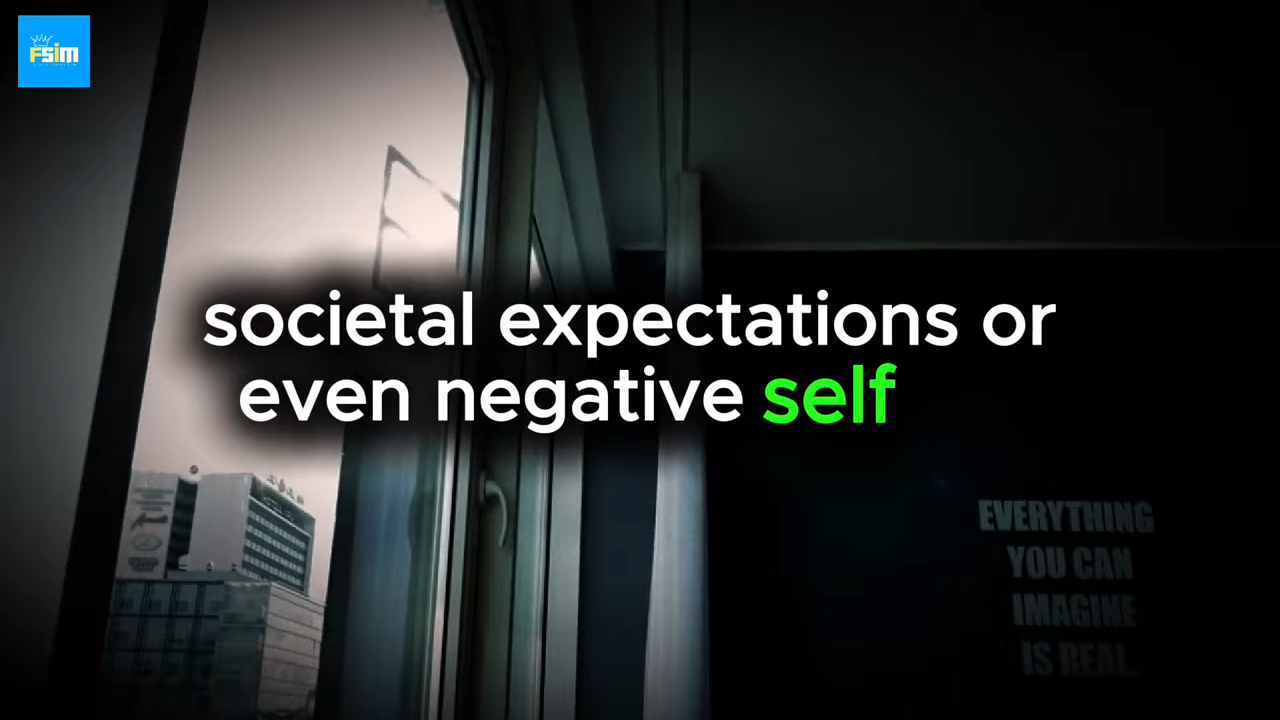 Fsim
societal expectations or
even negative self
EVERYTHING
YOU CAN
IMAGINE
IS REAL